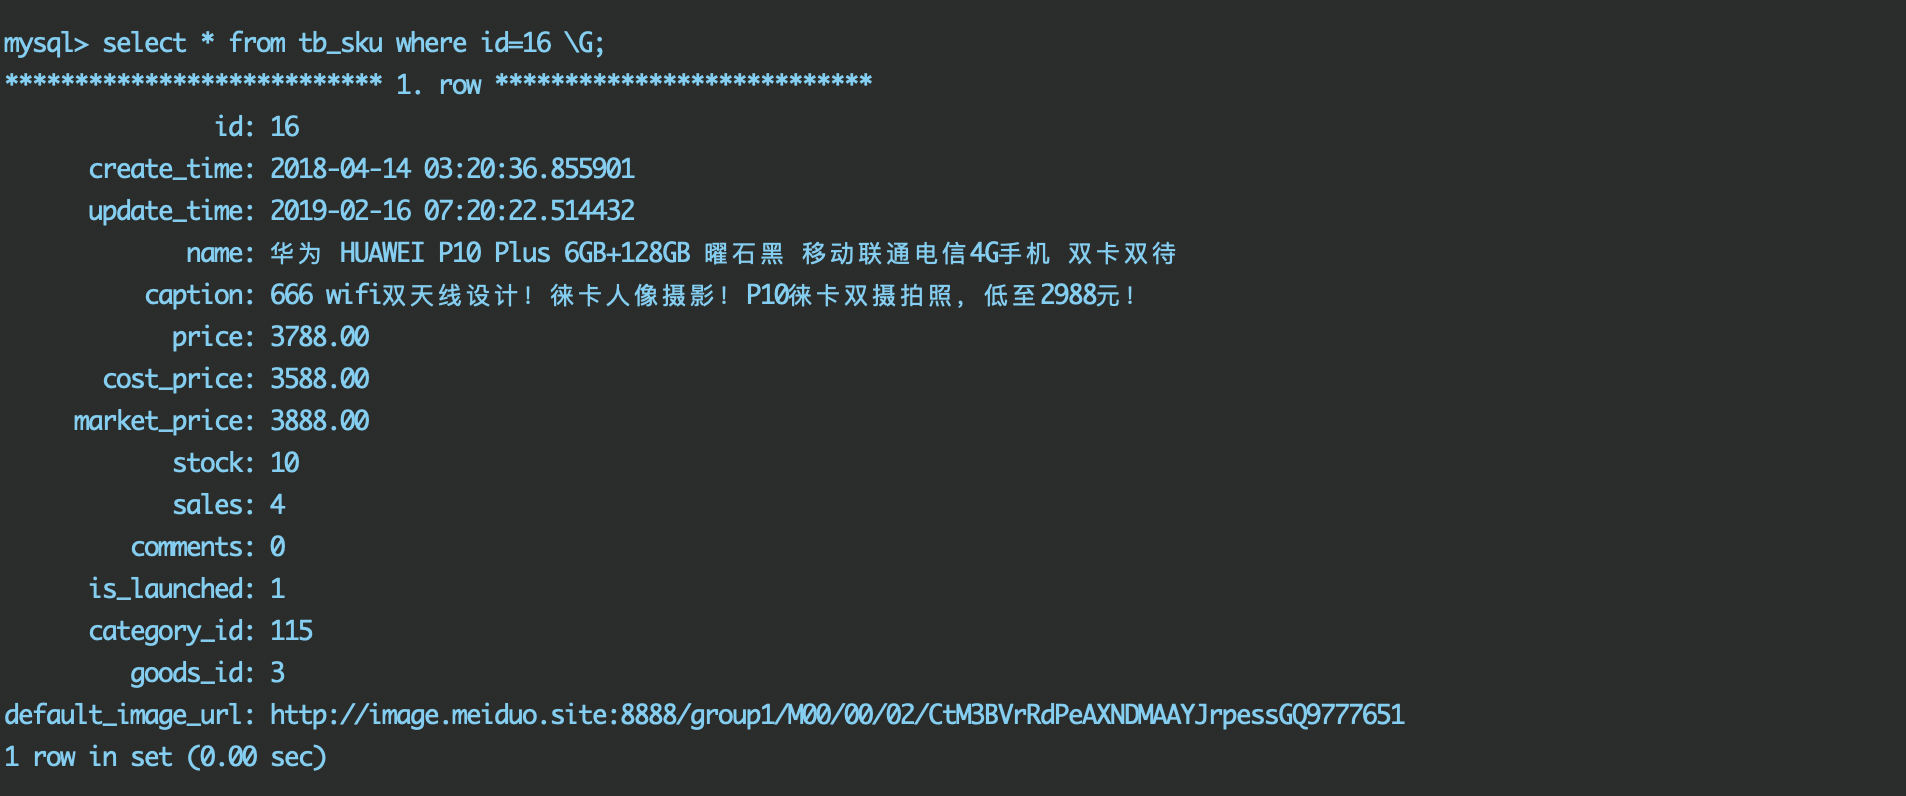 mysql> select * from tb_sku where id=16 \G;
*************************** 1. row ***************************
id: 16
create_time: 2018-04-14 03:20:36.855901
update_time: 2019-02-16 07:20:22.514432
name: 华为 HUAWEI P10 Plus 6GB+128GB 曜石黑 移动联通电信4G手机 双卡双待
caption: 666 wifi双天线设计！徕卡人像摄影！P10徕卡双摄拍照，低至2988元！
price: 3788.00
cost_price: 3588.00
market_price: 3888.00
stock: 10
sales: 4
comments: 0
is_launched: 1
category_id: 115
goods_id: 3
default_image_url: http://image.meiduo.site:8888/group1/M00/00/02/CtM3BVrRdPeAXNDMAAYJrpessGQ9777651
1 row in set (0.00 sec)